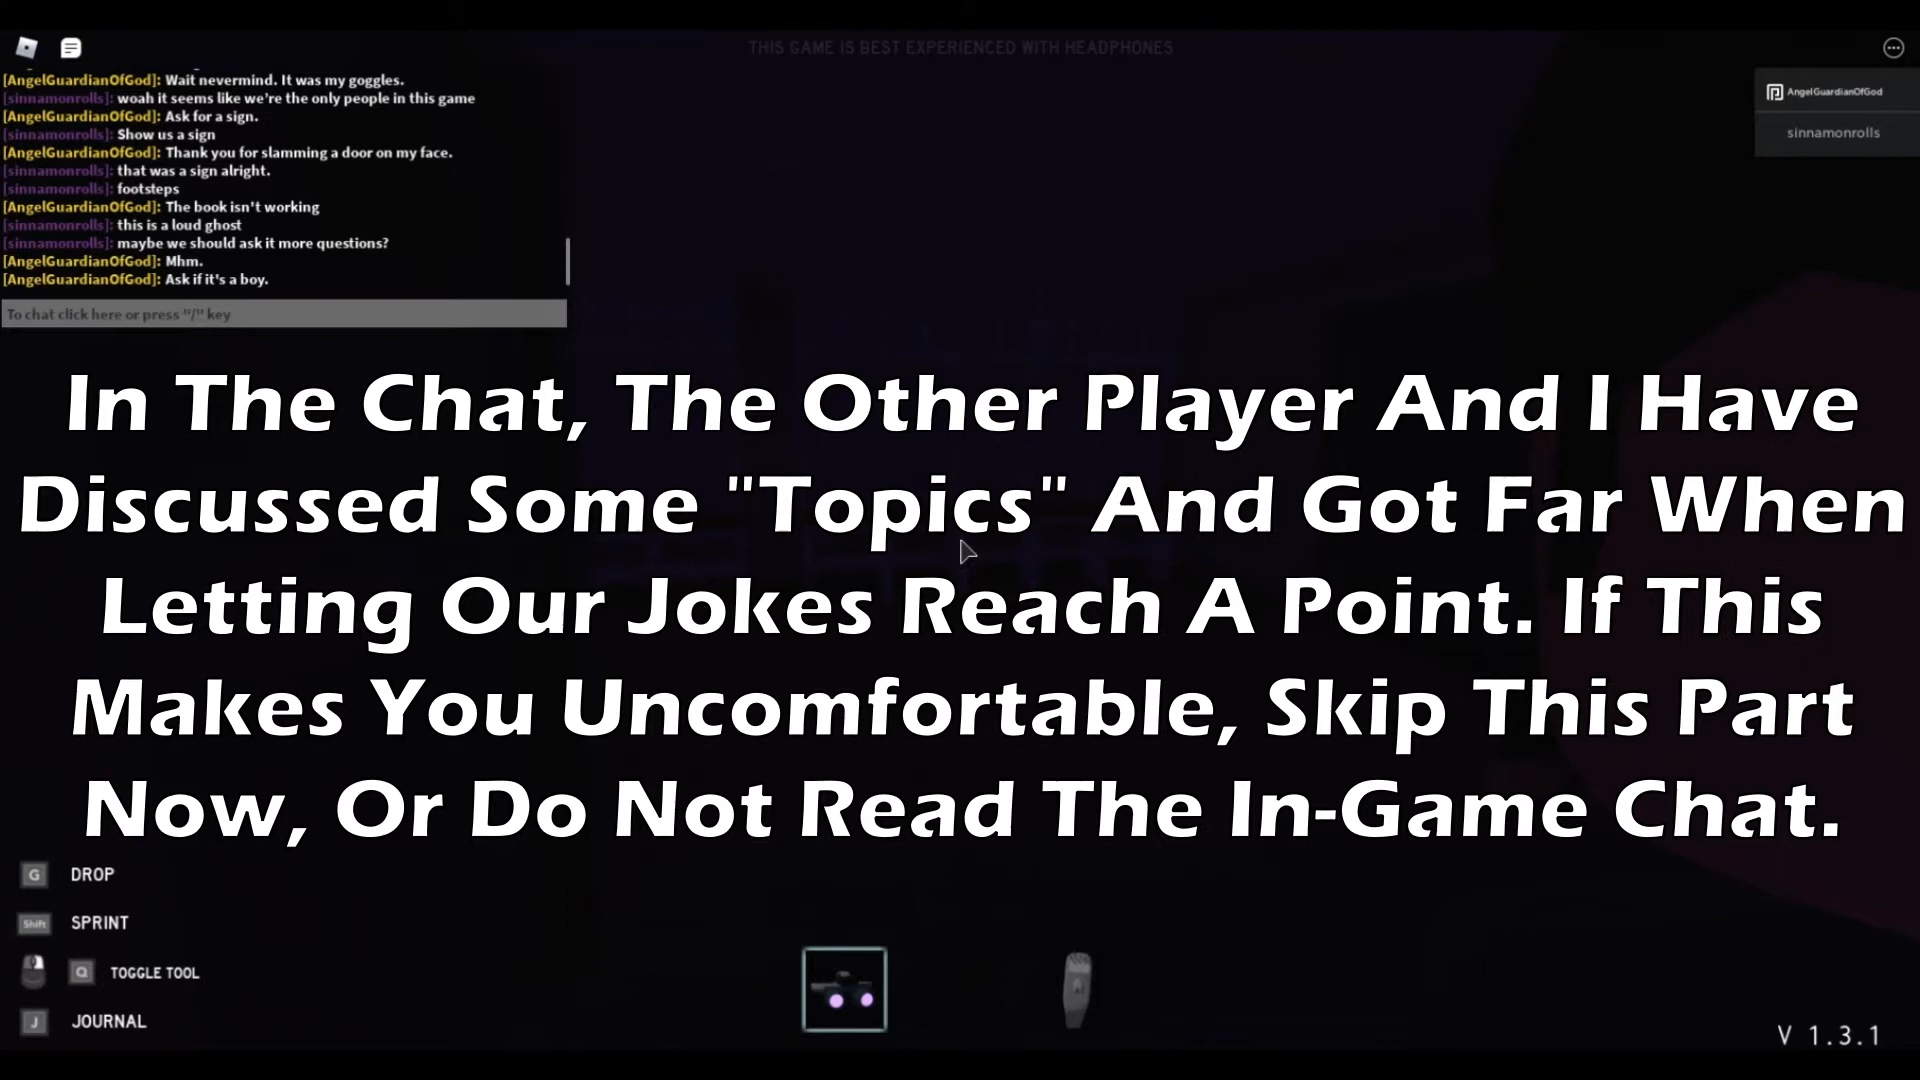 THIS GAME IS BEST EXPERIENCED WITH HEADPHONES
[AngelGuardianOfGod]: Wait nevermind. It was my goggles.
[sinnamonrolls]: woah it seems like we're the only people in this game
[AngelGuardianOfGod]: Ask for a sign.
[sinnamonrolls]: Show us a sign
[AngelGuardianOfGod]: Thank you for slamming a door on my face.
[sinnamonrolls]: that was a sign alright.
[sinnamonrolls]: footsteps
[AngelGuardianOfGod]: The book isn't working
[sinnamonrolls]: this is a loud ghost
[sinnamonrolls]: maybe we should ask it more questions?
[AngelGuardianOfGod]: Mhm.
[AngelGuardianOfGod]: Ask if it's a boy.
To chat click here or press "/" key
AngelGuardianOfGod
sinnamonrolls
In The Chat, The Other Player And I Have
Discussed Some "Topics" And Got Far When
Letting Our Jokes Reach A Point. If This
Makes You Uncomfortable, Skip This Part
Now, Or Do Not Read The In-Game Chat.
G DROP
Shift SPRINT
Q TOGGLE TOOL
J JOURNAL
V 1.3.1